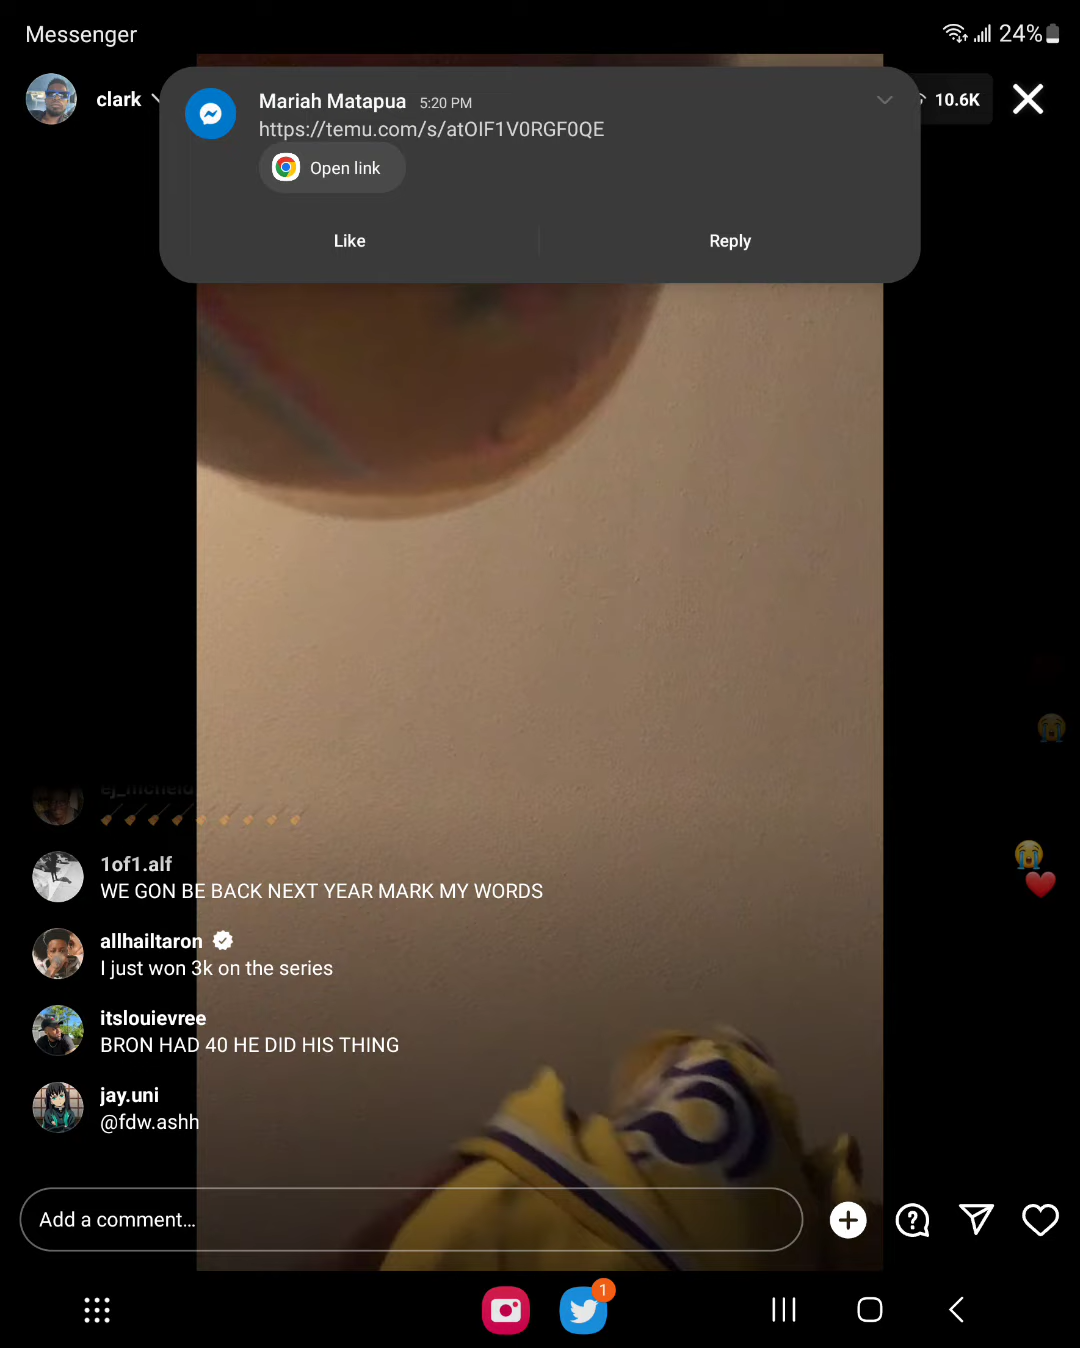 Messenger
24%
clark
10.6K
Mariah Matapua 5:20 PM
https://temu.com/s/atOIF1V0RGF0QE
Open link
Like
Reply
1of1.alf
WE GON BE BACK NEXT YEAR MARK MY WORDS
allhailtaron
I just won 3k on the series
itslouievree
BRON HAD 40 HE DID HIS THING
jay.uni
@fdw.ashh
Add a comment...
1